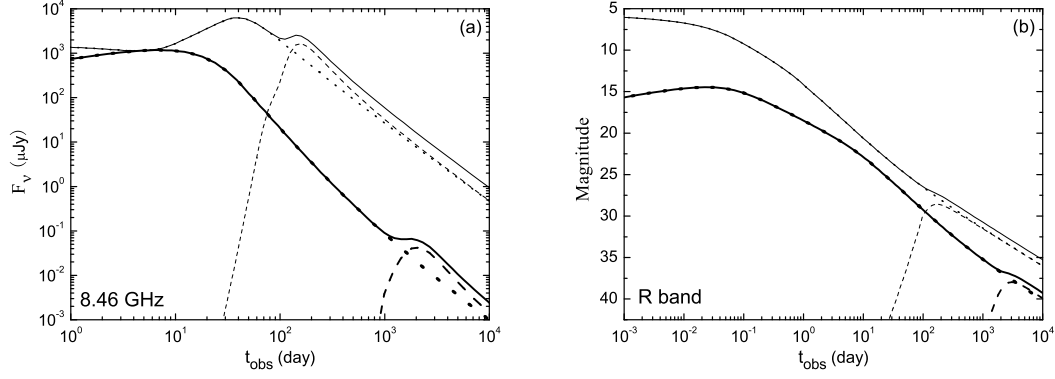 (a)
10^4
10^3
10^2
10^1
10^0
10^-1
10^-2
10^-3
F_ν (μJy)
8.46 GHz
10^0 10^1 10^2 10^3 10^4
t_obs (day)
(b)
5
10
15
20
25
30
35
40
Magnitude
R band
10^-3 10^-2 10^-1 10^0 10^1 10^2 10^3 10^4
t_obs (day)